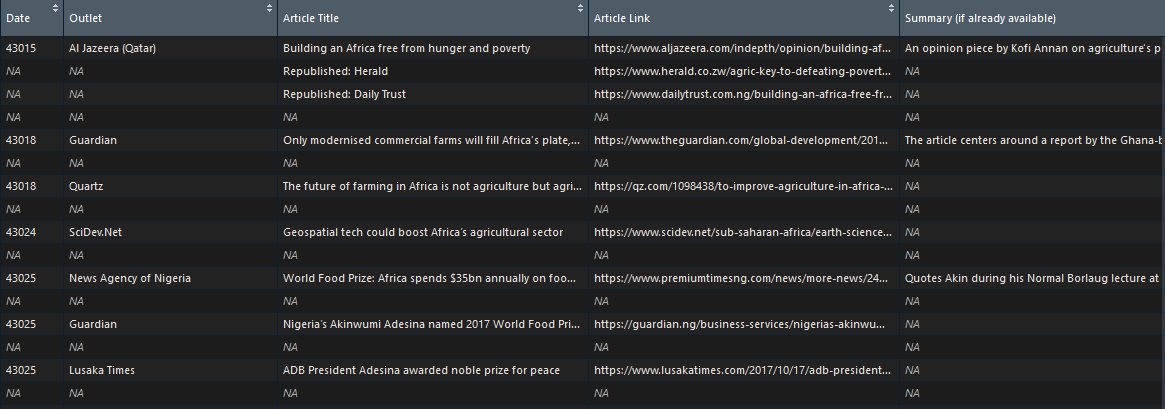 Date Outlet Article Title Article Link Summary (if already available)
43015 Al Jazeera (Qatar) Building an Africa free from hunger and poverty https://www.aljazeera.com/indepth/opinion/building-af... An opinion piece by Kofi Annan on agriculture's p
NA NA Republished: Herald https://www.herald.co.zw/agric-key-to-defeating-povert... NA
NA NA Republished: Daily Trust https://www.dailytrust.com.ng/building-an-africa-free-fr... NA
NA NA NA NA NA
43018 Guardian Only modernised commercial farms will fill Africa's plate,... https://www.theguardian.com/global-development/201... The article centers around a report by the Ghana-b
NA NA NA NA NA
43018 Quartz The future of farming in Africa is not agriculture but agri... https://qz.com/1098438/to-improve-agriculture-in-africa-... NA
NA NA NA NA NA
43024 SciDev.Net Geospatial tech could boost Africa's agricultural sector https://www.scidev.net/sub-saharan-africa/earth-science... NA
NA NA NA NA NA
43025 News Agency of Nigeria World Food Prize: Africa spends $35bn annually on foo... https://www.premiumtimesng.com/news/more-news/24... Quotes Akin during his Normal Borlaug lecture at
NA NA NA NA NA
43025 Guardian Nigeria's Akinwumi Adesina named 2017 World Food Pri... https://guardian.ng/business-services/nigerias-akinwu... NA
NA NA NA NA NA
43025 Lusaka Times ADB President Adesina awarded noble prize for peace https://www.lusakatimes.com/2017/10/17/adb-president... NA
NA NA NA NA NA